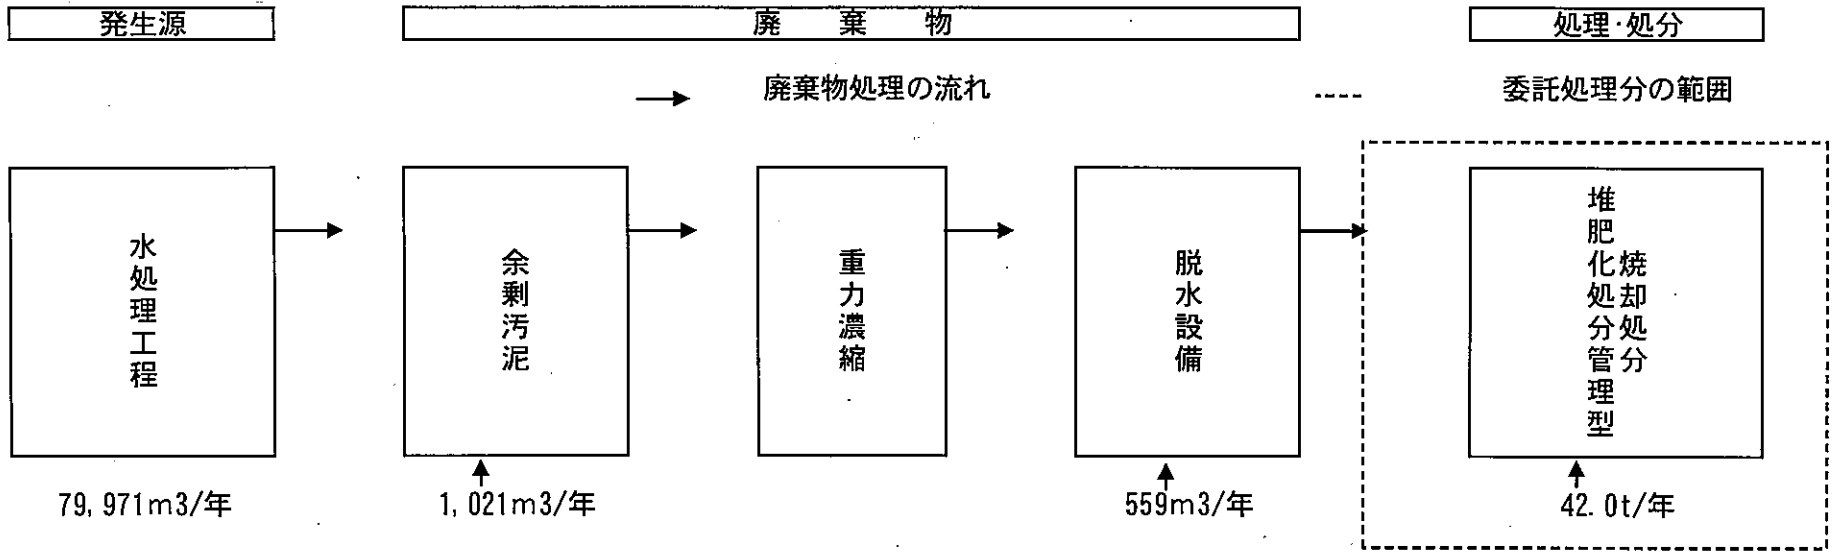 発生源
廃棄物
処理・処分
廃棄物処理の流れ
委託処理分の範囲
水処理工程
余剰汚泥
重力濃縮
脱水設備
焼却処分
堆肥化処分管理型
79,971m3/年
1,021m3/年
559m3/年
42.0t/年